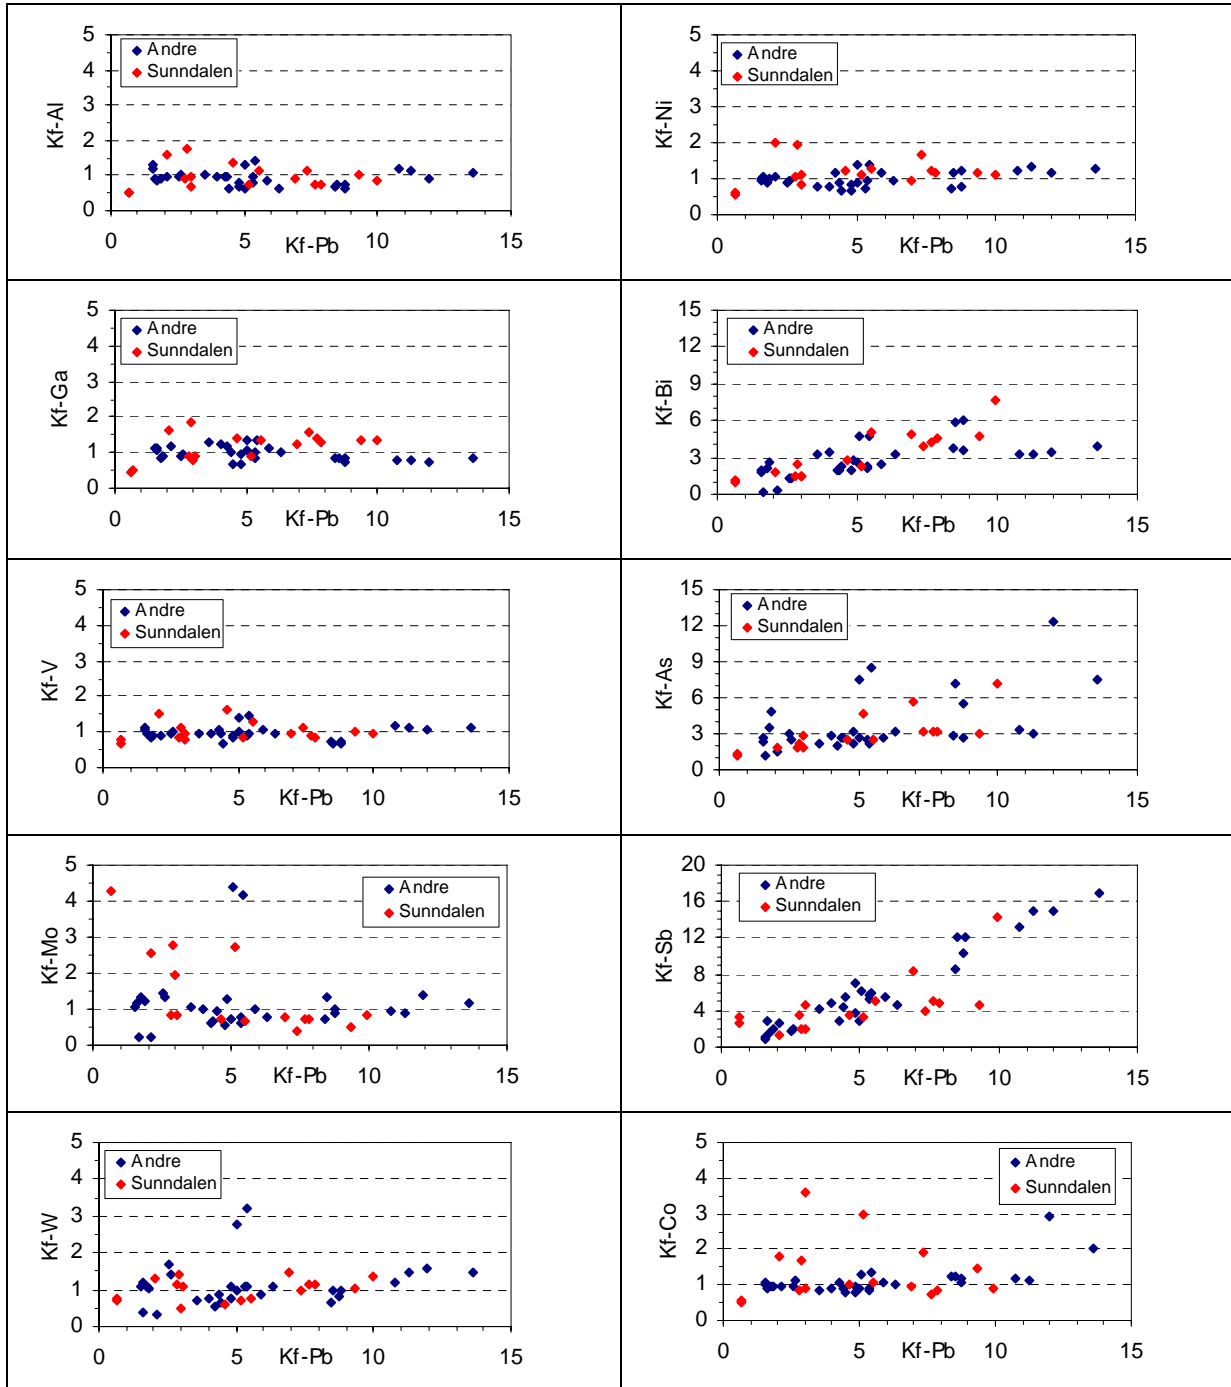 Kf-Al
5
4
3
2
1
0
Andre
Sunndalen
0 5 10 15
Kf-Pb
Kf-Ni
5
4
3
2
1
0
Andre
Sunndalen
0 5 10 15
Kf-Pb
Kf-Ga
5
4
3
2
1
0
Andre
Sunndalen
0 5 10 15
Kf-Pb
Kf-Bi
15
12
9
6
3
0
Andre
Sunndalen
0 5 10 15
Kf-Pb
Kf-V
5
4
3
2
1
0
Andre
Sunndalen
0 5 10 15
Kf-Pb
Kf-As
15
12
9
6
3
0
Andre
Sunndalen
0 5 10 15
Kf-Pb
Kf-Mo
5
4
3
2
1
0
Andre
Sunndalen
0 5 10 15
Kf-Pb
Kf-Sb
20
16
12
8
4
0
Andre
Sunndalen
0 5 10 15
Kf-Pb
Kf-W
5
4
3
2
1
0
Andre
Sunndalen
0 5 10 15
Kf-Pb
Kf-Co
5
4
3
2
1
0
Andre
Sunndalen
0 5 10 15
Kf-Pb